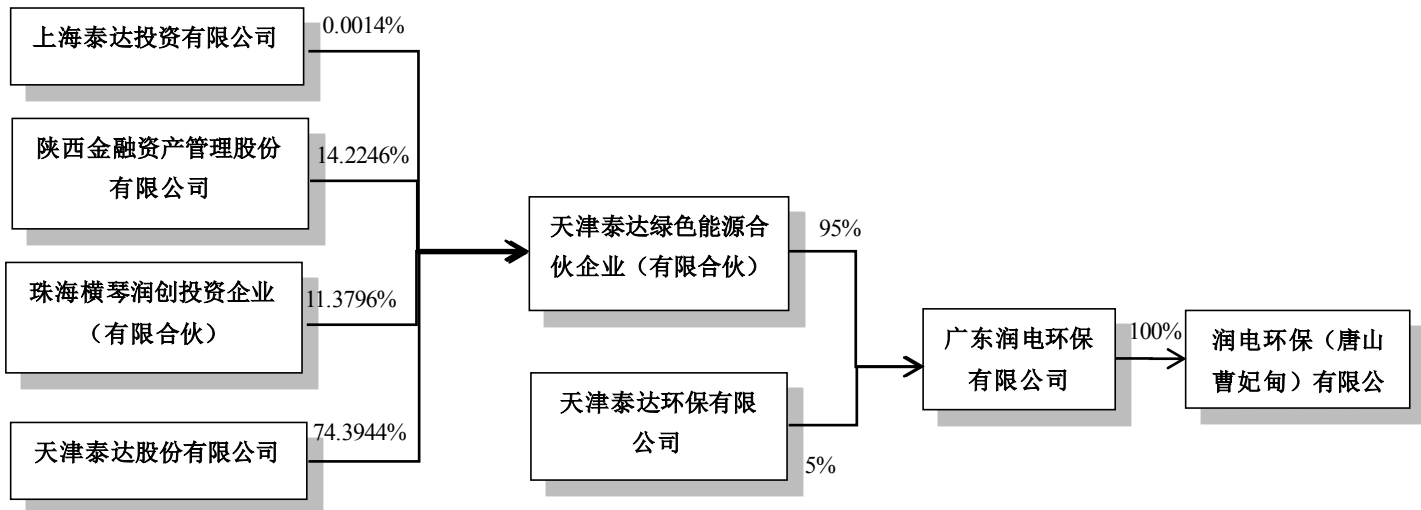 上海泰达投资有限公司
0.0014%
陕西金融资产管理股份
有限公司
14.2246%
珠海横琴润创投资企业
（有限合伙）
11.3796%
天津泰达股份有限公司
74.3944%
天津泰达绿色能源合
伙企业（有限合伙）
95%
天津泰达环保有限
公司
5%
广东润电环保
有限公司
100%
润电环保（唐山
曹妃甸）有限公